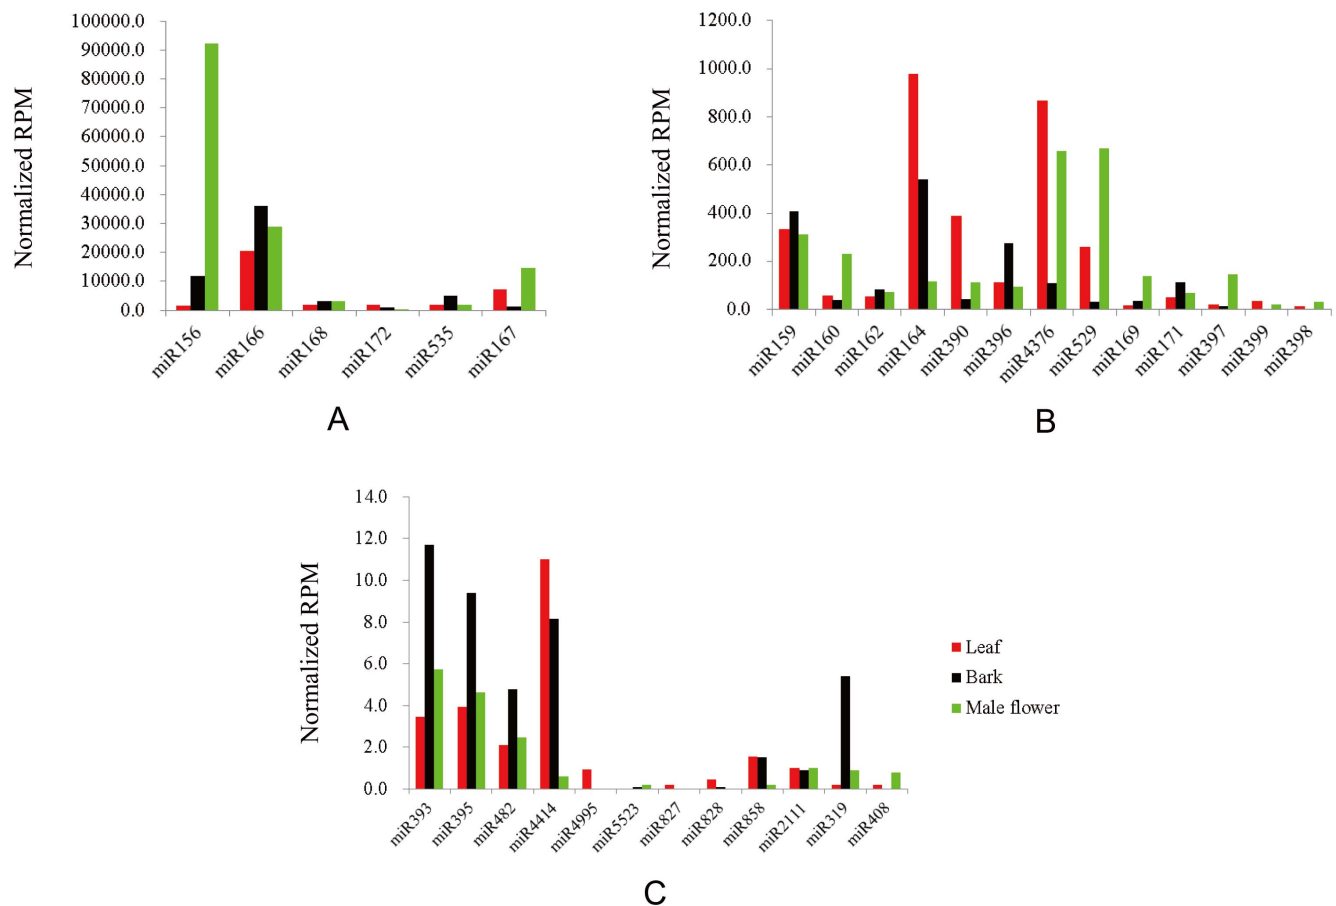 Normalized RPM
100000.0
90000.0
80000.0
70000.0
60000.0
50000.0
40000.0
30000.0
20000.0
10000.0
0.0
miR156
miR166
miR168
miR172
miR535
miR167
A
Normalized RPM
1200.0
1000.0
800.0
600.0
400.0
200.0
0.0
miR159
miR160
miR162
miR164
miR390
miR396
miR4376
miR529
miR169
miR171
miR397
miR399
miR398
B
Normalized RPM
14.0
12.0
10.0
8.0
6.0
4.0
2.0
0.0
miR393
miR395
miR482
miR4414
miR4995
miR5523
miR827
miR828
miR858
miR2111
miR319
miR408
Leaf
Bark
Male flower
C